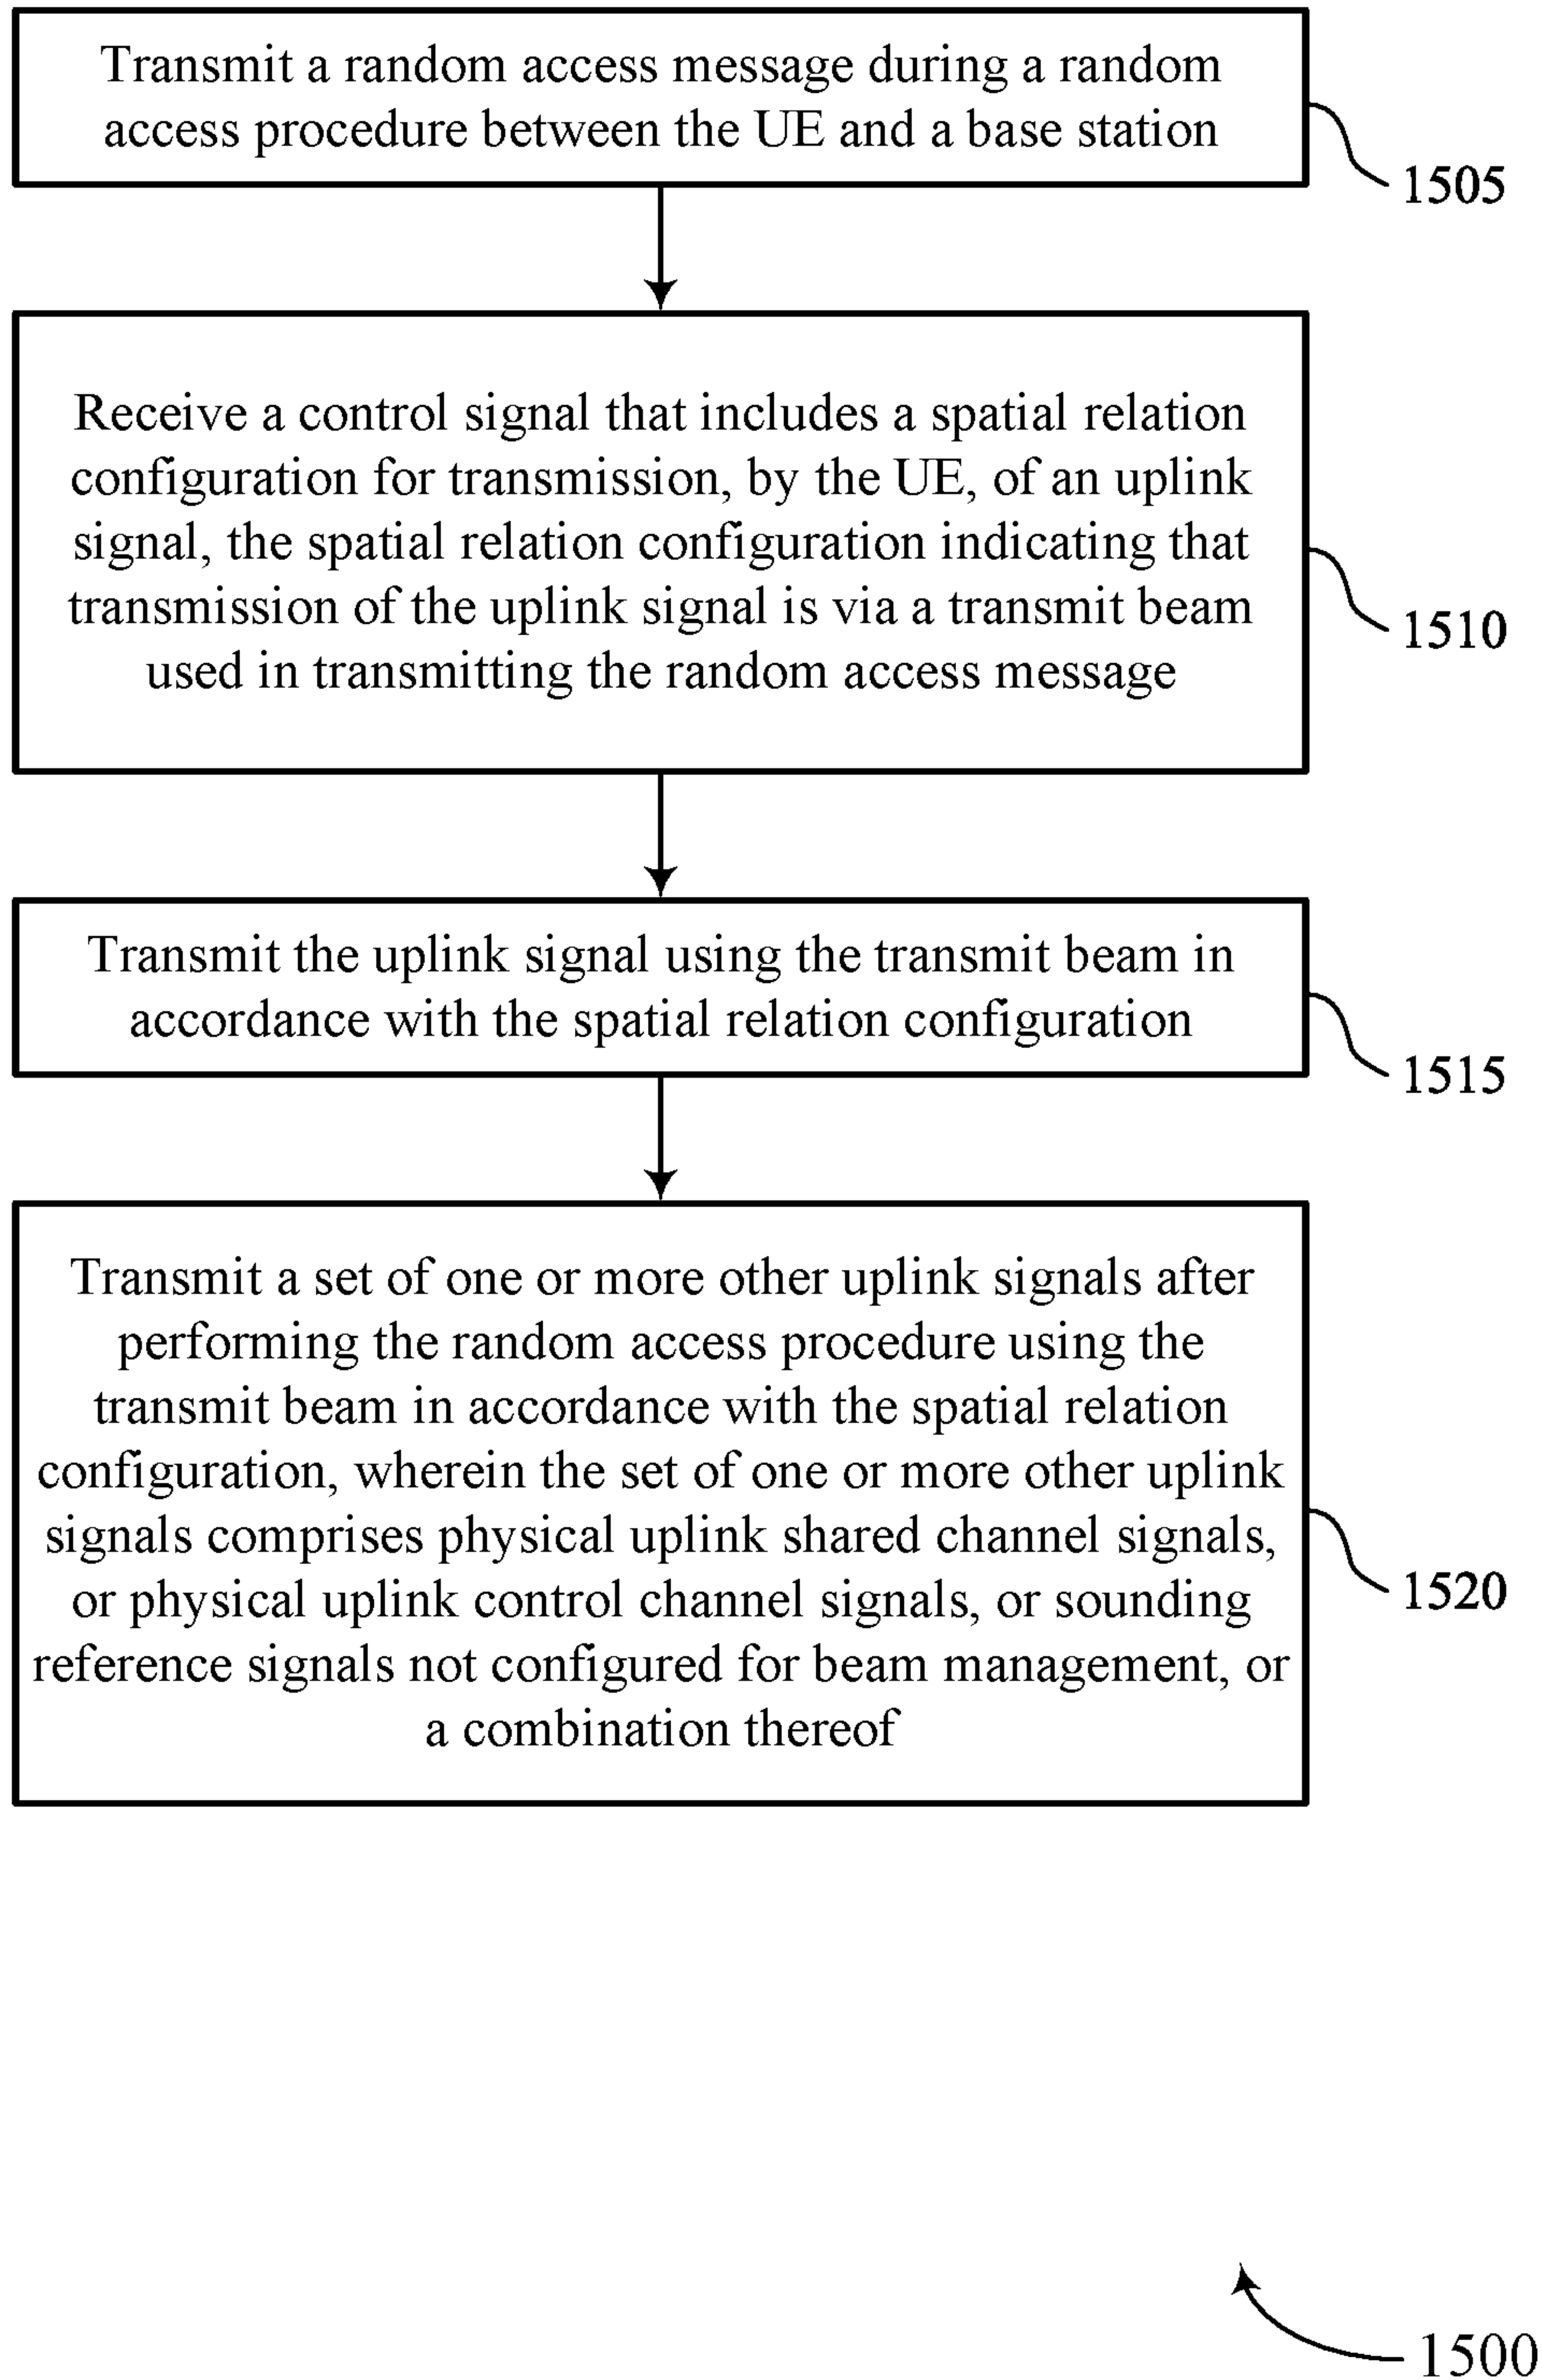 Transmit a random access message during a random
access procedure between the UE and a base station
1505
Receive a control signal that includes a spatial relation
configuration for transmission, by the UE, of an uplink
signal, the spatial relation configuration indicating that
transmission of the uplink signal is via a transmit beam
used in transmitting the random access message
1510
Transmit the uplink signal using the transmit beam in
accordance with the spatial relation configuration
1515
Transmit a set of one or more other uplink signals after
performing the random access procedure using the
transmit beam in accordance with the spatial relation
configuration, wherein the set of one or more other uplink
signals comprises physical uplink shared channel signals,
or physical uplink control channel signals, or sounding
reference signals not configured for beam management, or
a combination thereof
1520
1500